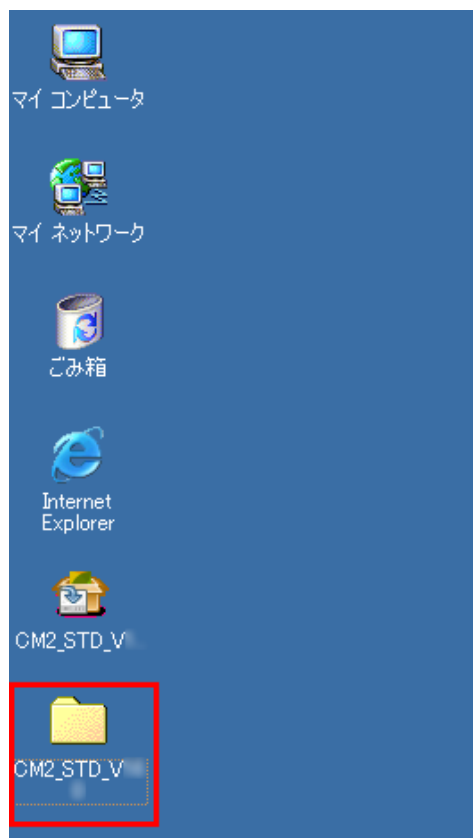 マイ コンピュータ
マイ ネットワーク
ごみ箱
Internet
Explorer
CM2_STD_V
CM2_STD_V